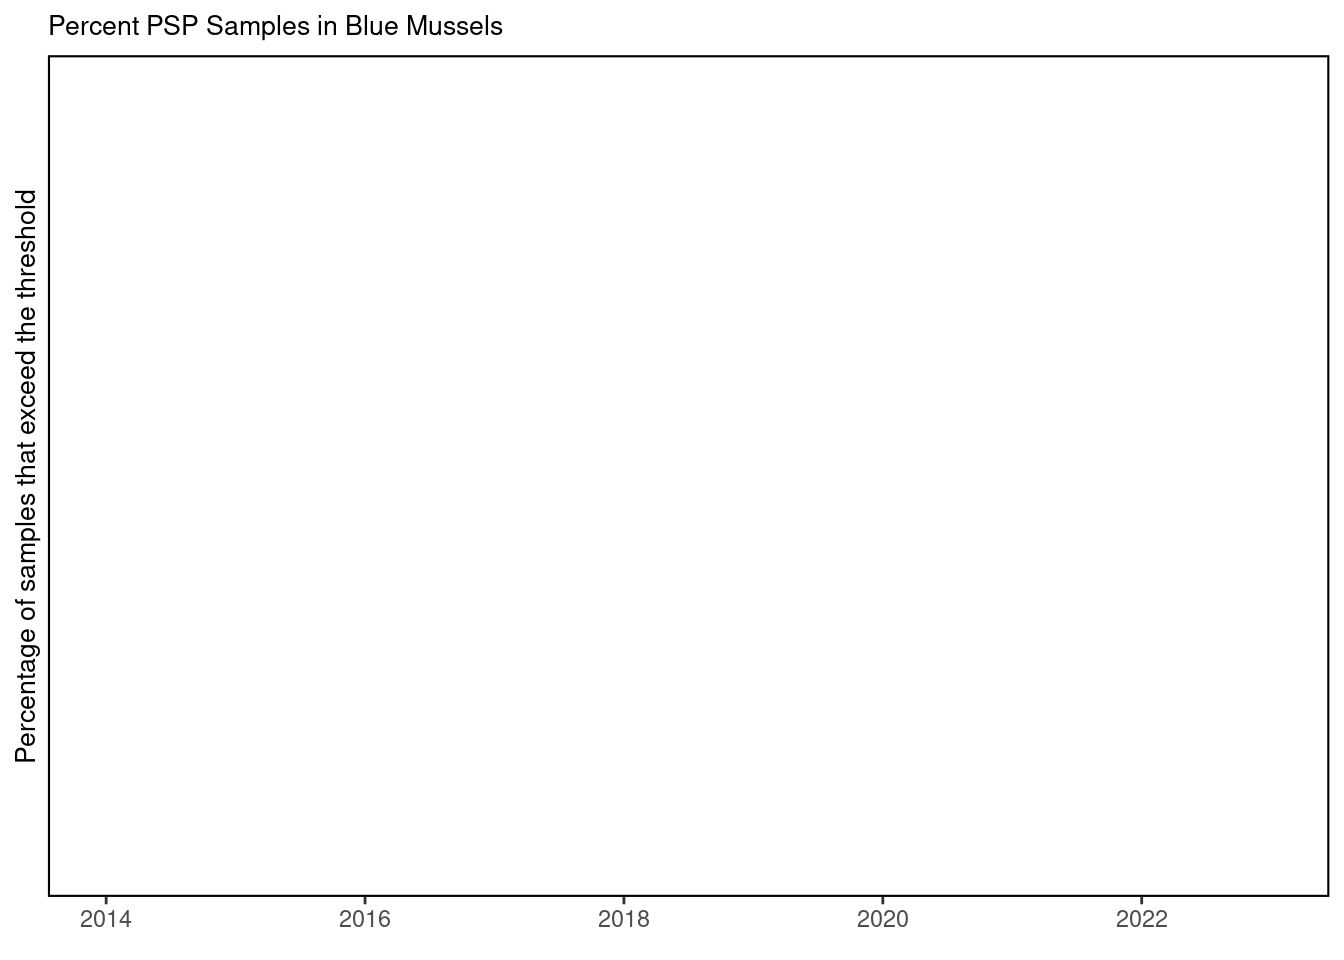 Percent PSP Samples in Blue Mussels
Percentage of samples that exceed the threshold
2014 2016 2018 2020 2022